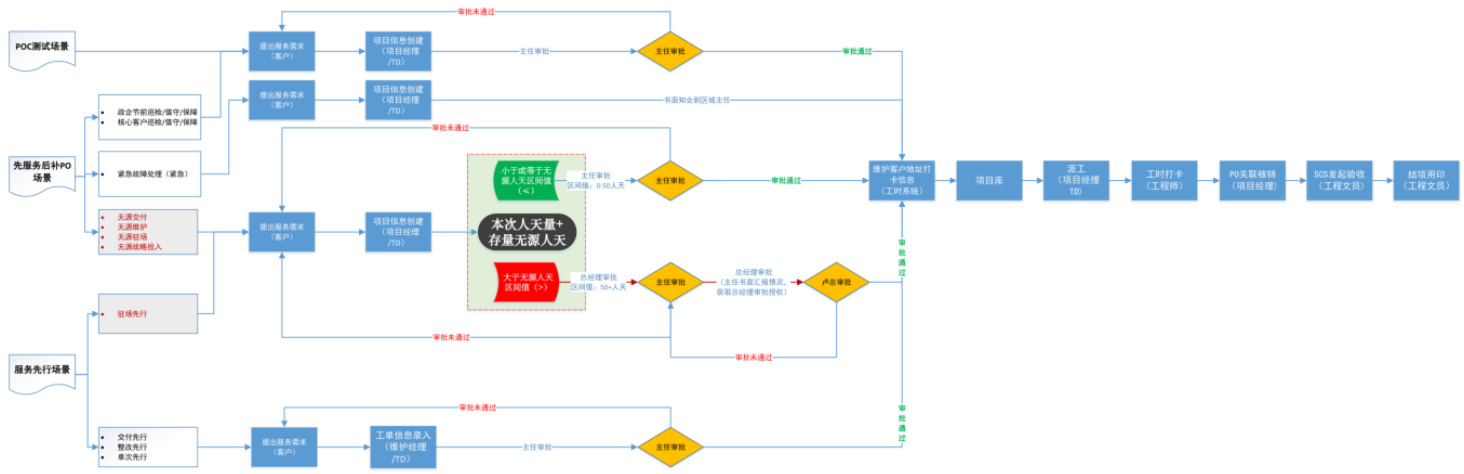 审批未通过
POC测试场景
提出服务需求
（客户）
项目信息创建
（项目经理
/TD）
主任审批
主任审批
审批通过
政企节前巡检/值守/保障
核心客户巡检/值守/保障
提出服务需求
（客户）
项目信息创建
（项目经理
/TD）
书面知会到区域主任
先服务后补PO
场景
紧急故障处理（紧急）
审批未通过
小于或等于无
源人天区间值
（≤）
主任审批
区间值：0-50人天
主任审批
审批通过
维护客户地址打
卡信息
（工时系统）
项目库
派工
（项目经理
TD）
工时打卡
（工程师）
PO关联核销
（项目经理）
SCS发起验收
（工程文员）
结项用印
（工程文员）
无源交付
无源维护
无源驻场
无源战略投入
提出服务需求
（客户）
项目信息创建
（项目经理
/TD）
本次人天量+
存量无源人天
大于无源人天
区间值（>）
总经理审批
区间值：50+人天
主任审批
总经理审批
（主任书面汇报情况，
获取总经理审批授权）
卢总审批
审批通过
驻场先行
审批未通过
审批未通过
服务先行场景
审批未通过
交付先行
整改先行
单次先行
提出服务需求
（客户）
工单信息录入
（维护经理
/TD）
主任审批
主任审批
审批通过